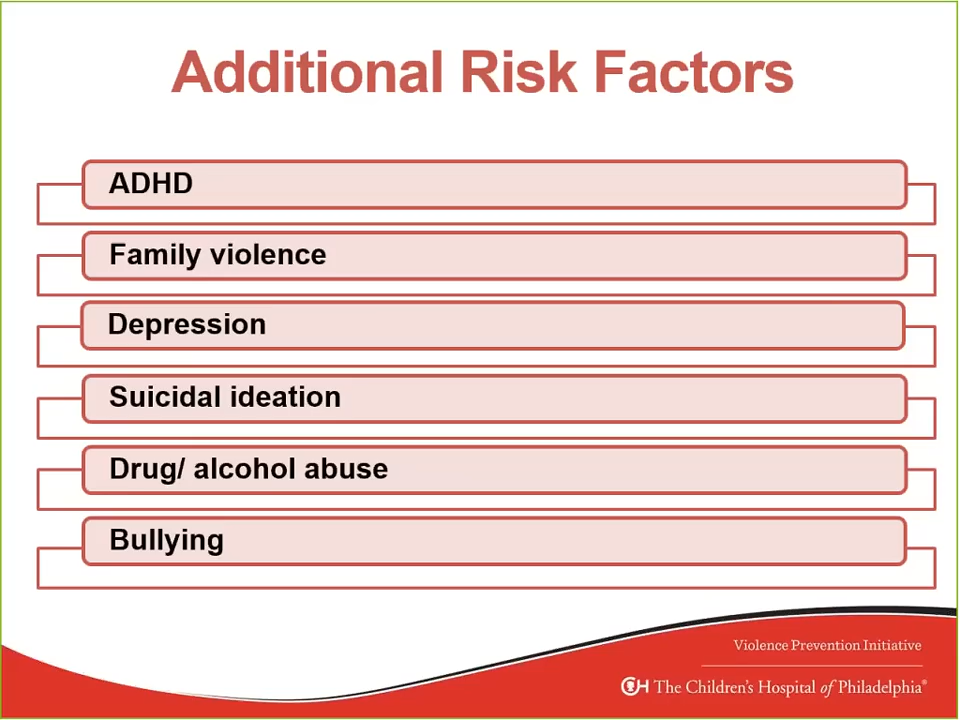 Additional Risk Factors
ADHD
Family violence
Depression
Suicidal ideation
Drug/ alcohol abuse
Bullying
Violence Prevention Initiative
CH The Children's Hospital of Philadelphia®